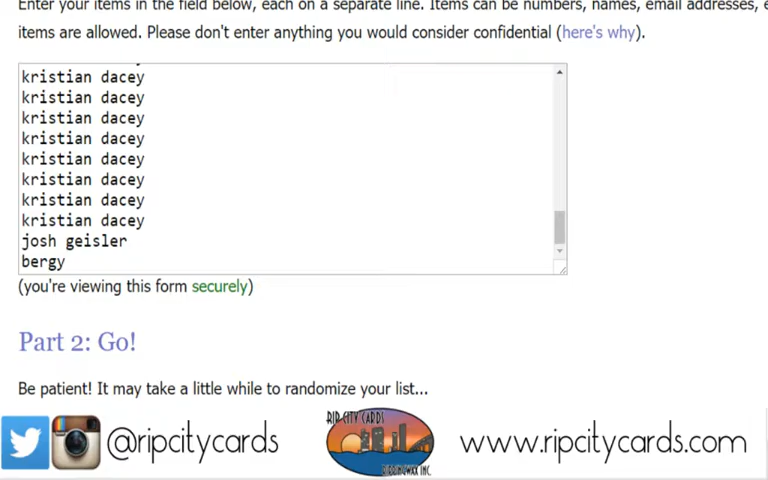 Enter your items in the field below, each on a separate line. Items can be numbers, names, email addresses,
items are allowed. Please don't enter anything you would consider confidential (here's why).
kristian dacey
kristian dacey
kristian dacey
kristian dacey
kristian dacey
kristian dacey
kristian dacey
kristian dacey
josh geisler
bergy
(you're viewing this form securely)
Part 2: Go!
Be patient! It may take a little while to randomize your list...
@ripcitycards
RIP CITY CARDS
RIPPINGWAX INC.
www.ripcitycards.com